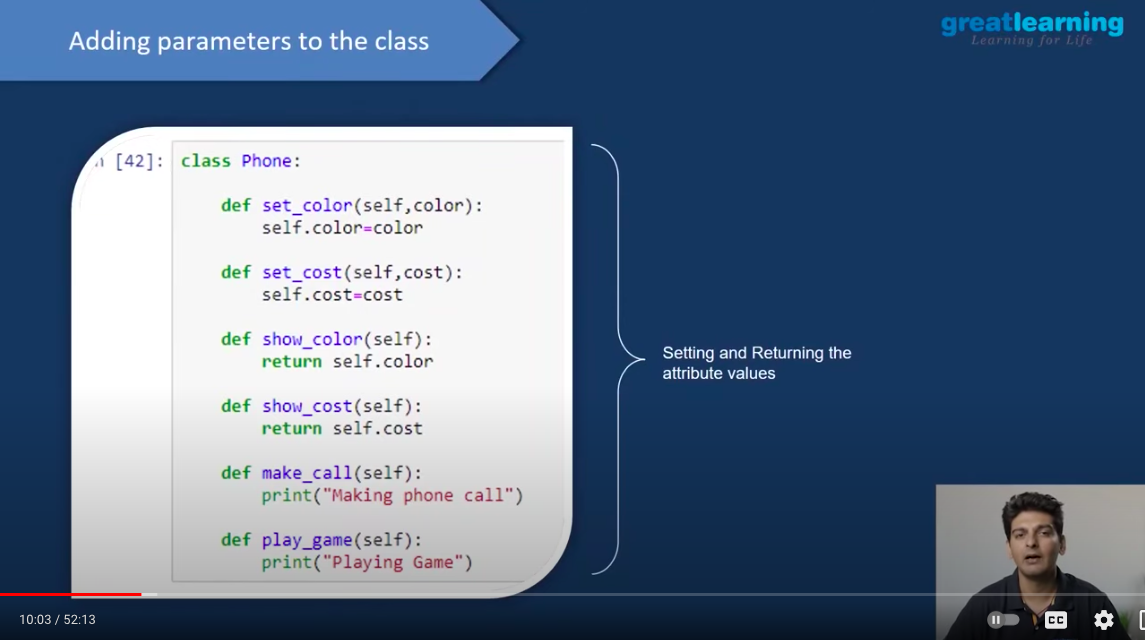 Adding parameters to the class
greatlearning
Learning for Life
[42]:
class Phone:
def set_color(self,color):
self.color=color
def set_cost(self,cost):
self.cost=cost
def show_color(self):
return self.color
def show_cost(self):
return self.cost
def make_call(self):
print("Making phone call")
def play_game(self):
print("Playing Game")
Setting and Returning the
attribute values
10:03 / 52:13
CC